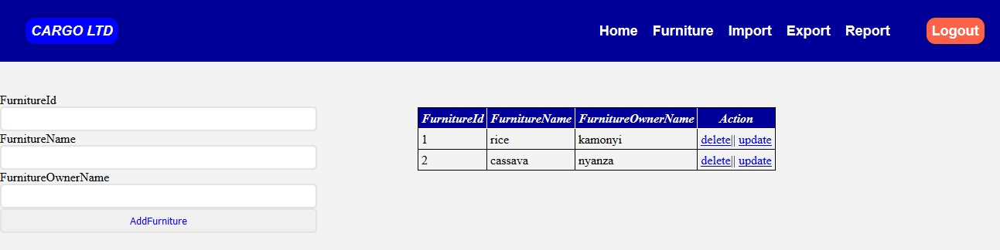 CARGO LTD Home Furniture Import Export Report Logout
FurnitureId
FurnitureName
FurnitureOwnerName
AddFurniture
FurnitureId FurnitureName FurnitureOwnerName Action
1 rice kamonyi delete|| update
2 cassava nyanza delete|| update